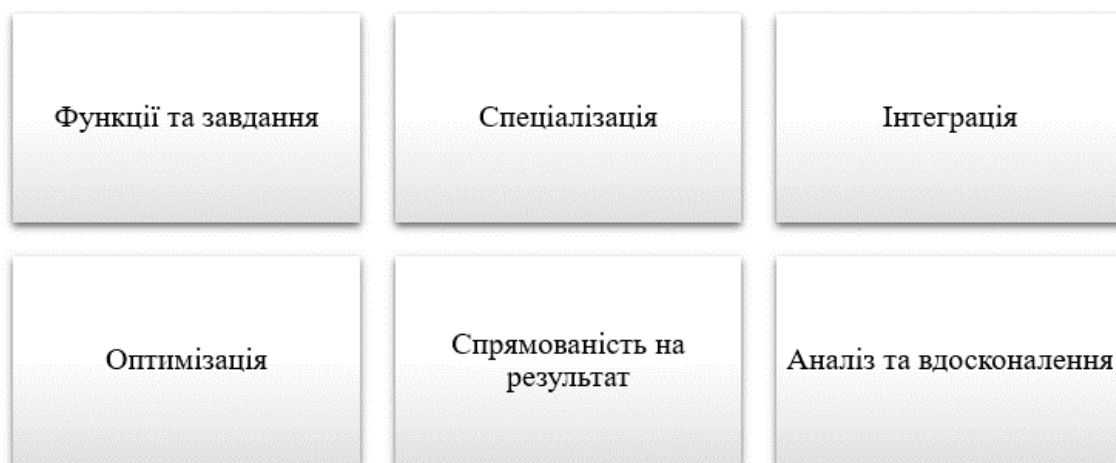 Функції та завдання
Спеціалізація
Інтеграція
Оптимізація
Спрямованість на
результат
Аналіз та вдосконалення